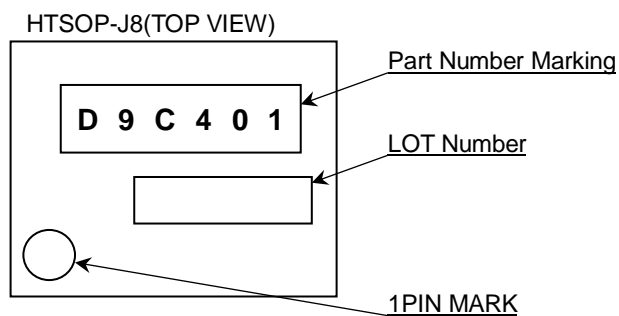 HTSOP-J8(TOP VIEW)
Part Number Marking
D 9 C 4 0 1
LOT Number
1PIN MARK